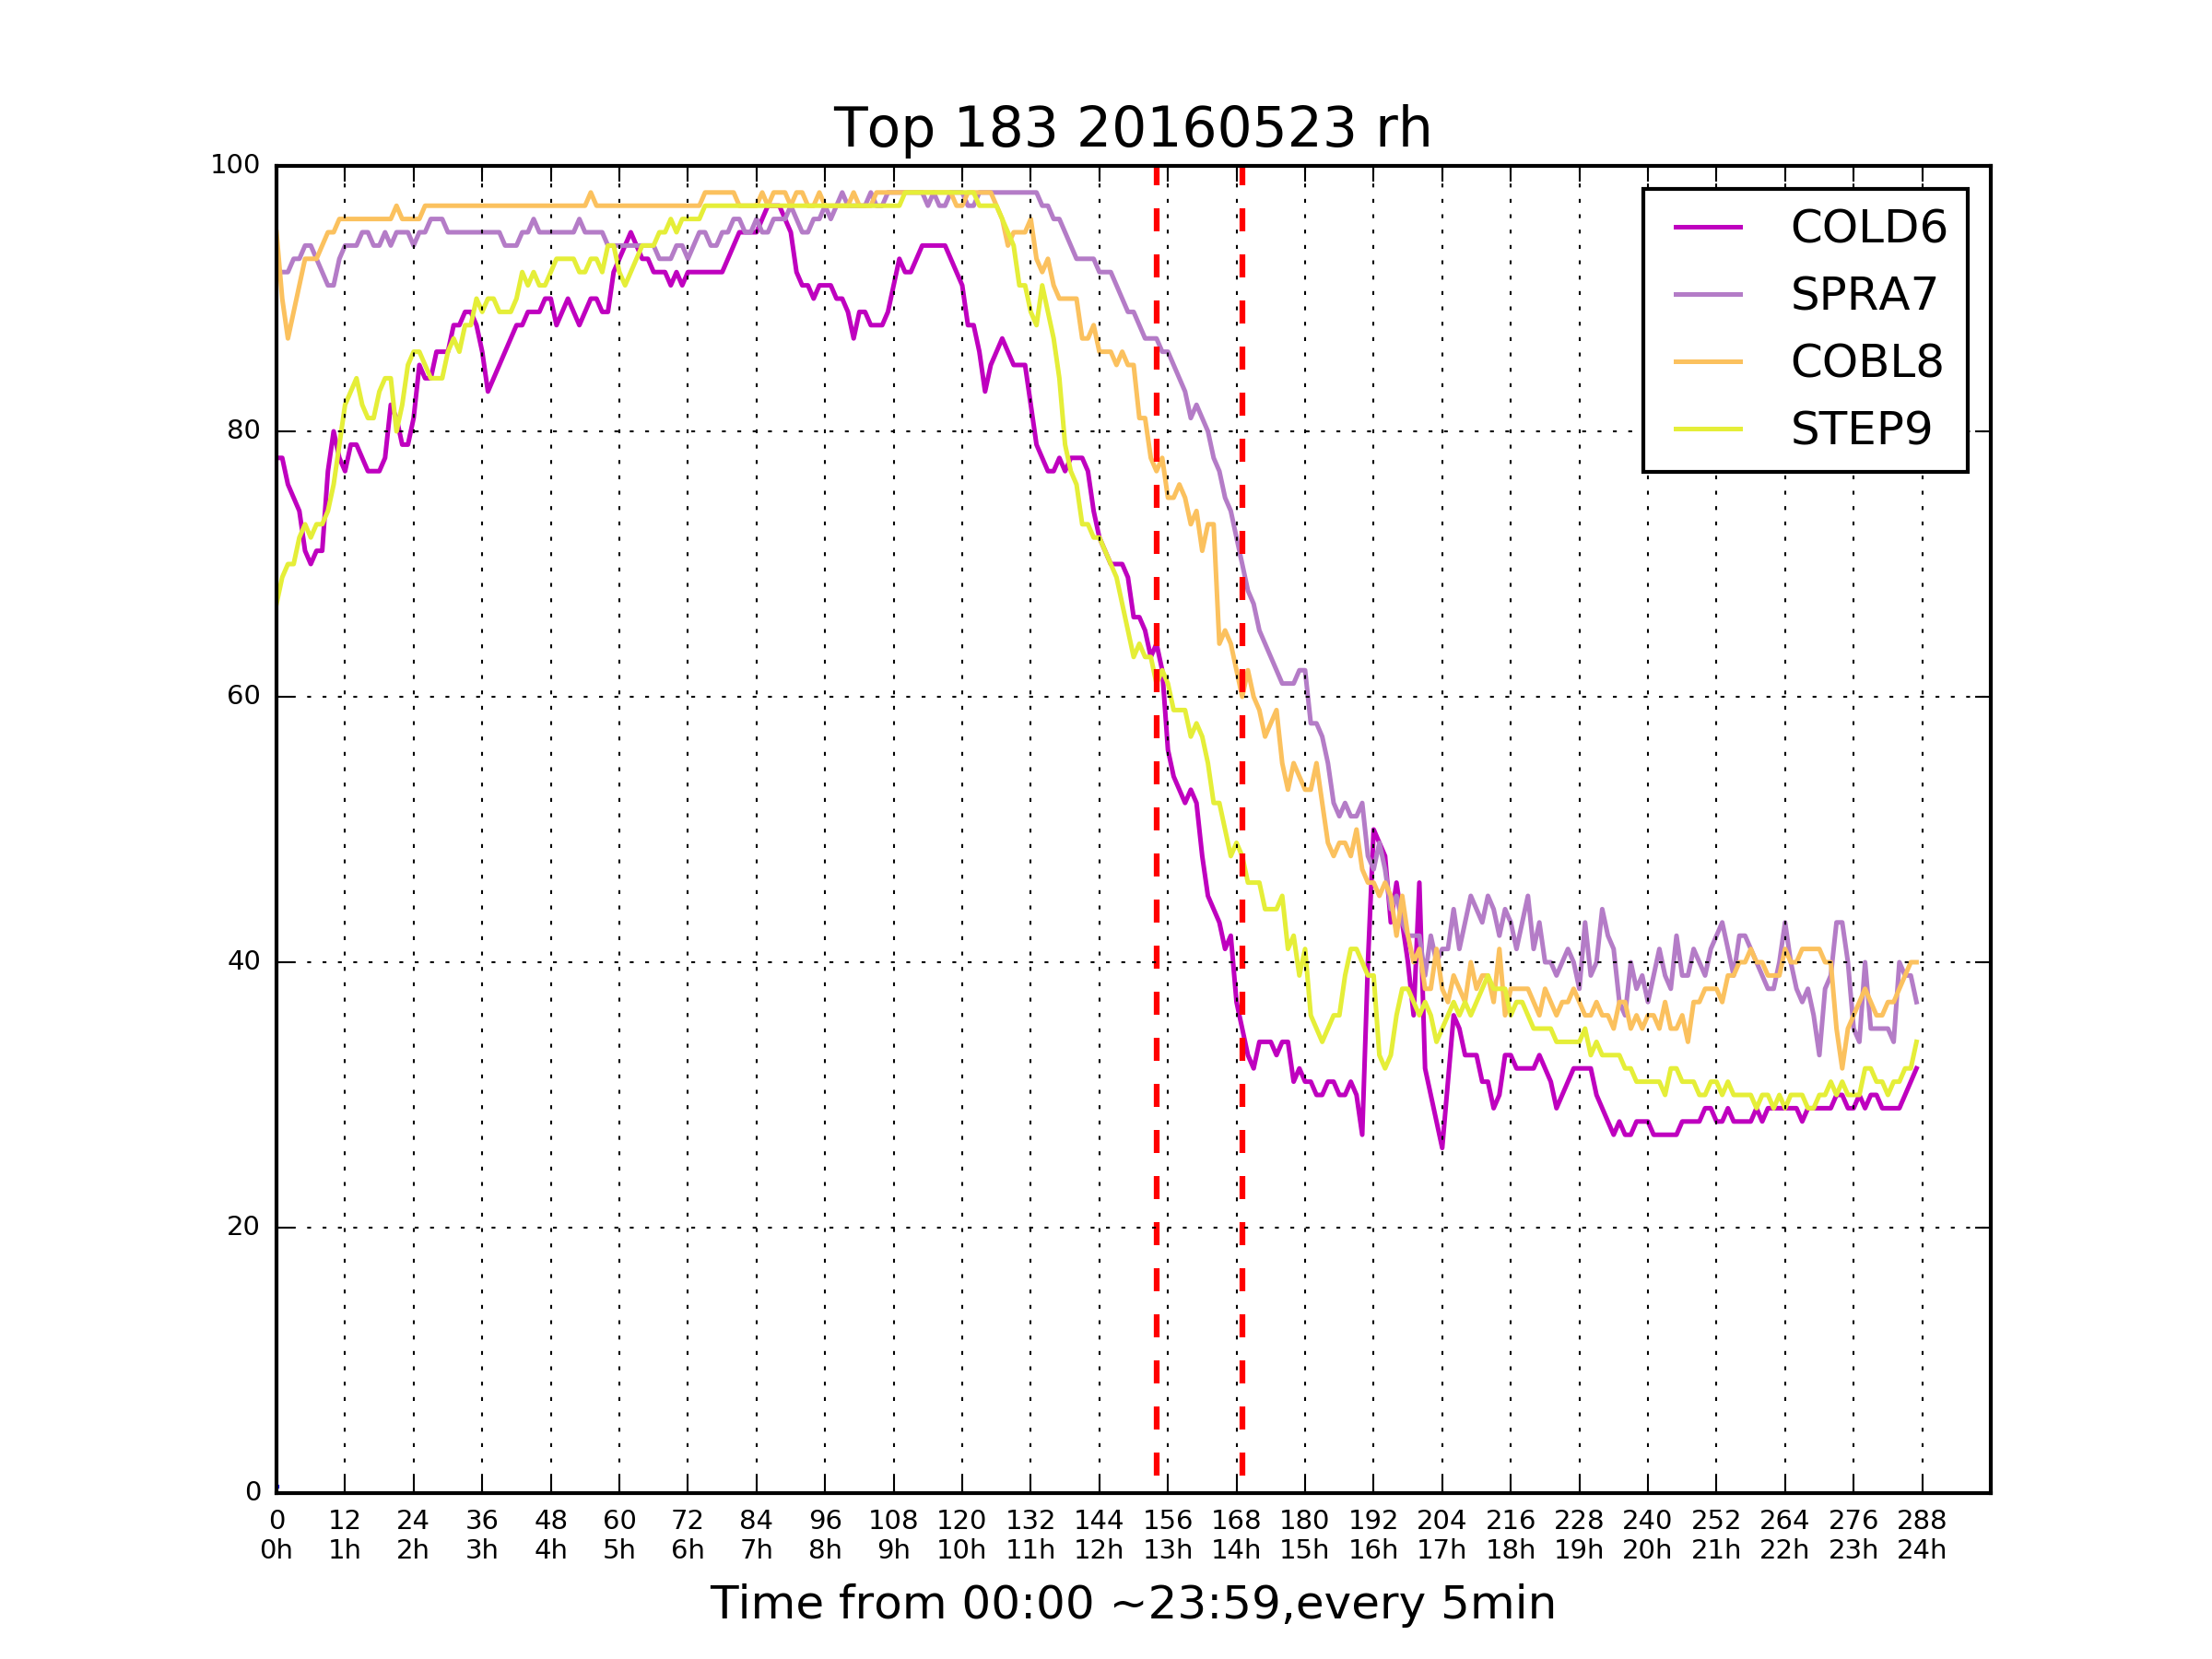 Top 183 20160523 rh
100
80
60
40
20
0
COLD6
SPRA7
COBL8
STEP9
0 12 24 36 48 60 72 84 96 108 120 132 144 156 168 180 192 204 216 228 240 252 264 276 288
0h 1h 2h 3h 4h 5h 6h 7h 8h 9h 10h 11h 12h 13h 14h 15h 16h 17h 18h 19h 20h 21h 22h 23h 24h
Time from 00:00 ~23:59,every 5min